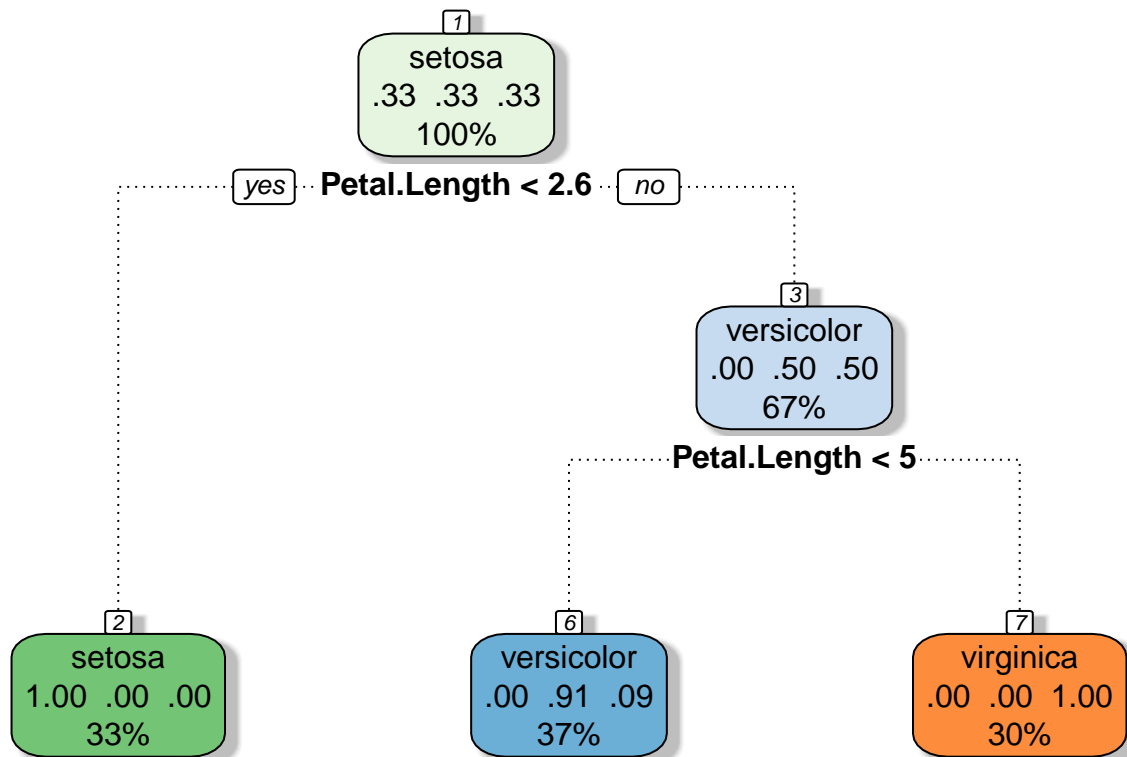 1
setosa
.33 .33 .33
100%
yes Petal.Length < 2.6 no
3
versicolor
.00 .50 .50
67%
Petal.Length < 5
2
setosa
1.00 .00 .00
33%
6
versicolor
.00 .91 .09
37%
7
virginica
.00 .00 1.00
30%